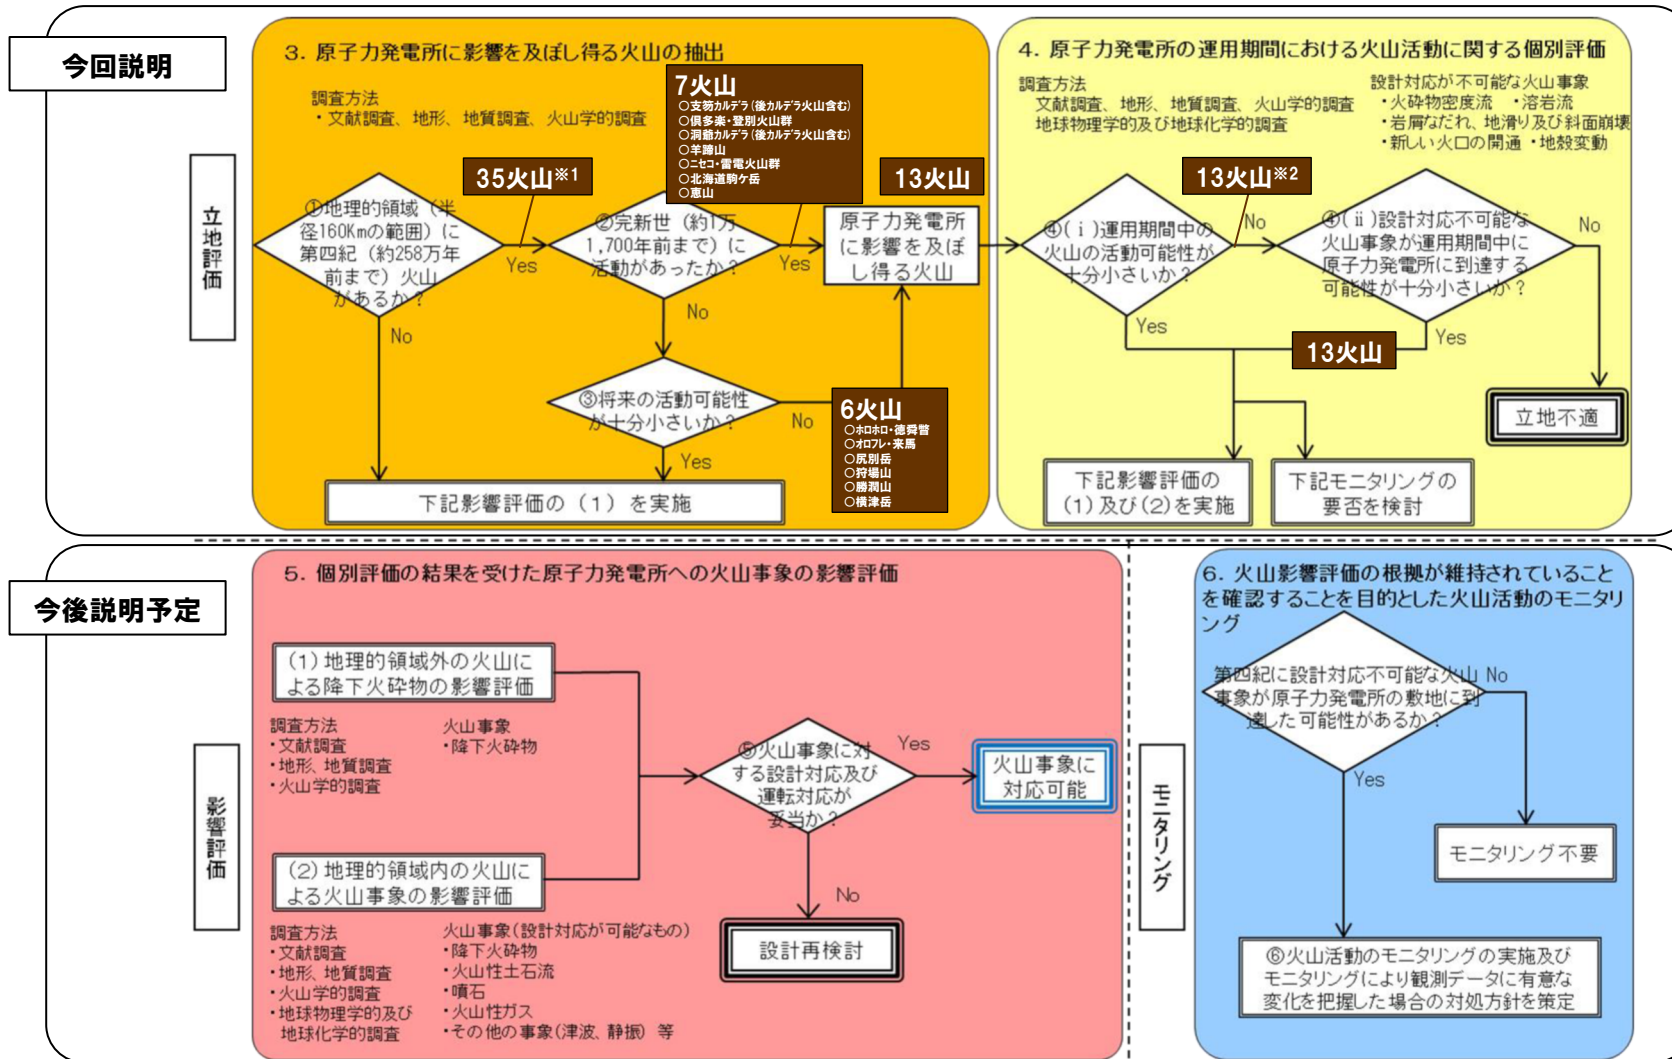 今回説明
立地評価
3. 原子力発電所に影響を及ぼし得る火山の抽出
調査方法
・文献調査、地形、地質調査、火山学的調査
7火山
○支笏カルデラ(後カルデラ火山含む)
○倶多楽・登別火山群
○洞爺カルデラ(後カルデラ火山含む)
○羊蹄山
○ニセコ・雷電火山群
○北海道駒ケ岳
○恵山
35火山※1
13火山
①地理的領域（半
径160Kmの範囲）に
第四紀（約258万年
前まで）火山
があるか？
Yes
No
②完新世（約1万
1,700年前まで）に
活動があったか？
Yes
No
原子力発電所
に影響を及ぼ
し得る火山
③将来の活動可能性
が十分小さいか？
No
Yes
6火山
○ホロホロ・徳舜瞥
○オロフレ・来馬
○尻別岳
○狩場山
○勝澗山
○横津岳
下記影響評価の（1）を実施
4. 原子力発電所の運用期間における火山活動に関する個別評価
調査方法
文献調査、地形、地質調査、火山学的調査
地球物理学的及び地球化学的調査
設計対応が不可能な火山事象
・火砕物密度流 ・溶岩流
・岩屑なだれ、地滑り及び斜面崩壊
・新しい火口の開通 ・地殻変動
13火山※2
④(ⅰ)運用期間中の
火山の活動可能性が
十分小さいか？
No
Yes
④(ⅱ)設計対応不可能な
火山事象が運用期間中に
原子力発電所に到達する
可能性が十分小さいか？
No
Yes
13火山
立地不適
下記影響評価の
(1)及び(2)を実施
下記モニタリングの
要否を検討
今後説明予定
影響評価
5. 個別評価の結果を受けた原子力発電所への火山事象の影響評価
(1)地理的領域外の火山に
よる降下火砕物の影響評価
調査方法
・文献調査
・地形、地質調査
・火山学的調査
火山事象
・降下火砕物
(2)地理的領域内の火山に
よる火山事象の影響評価
調査方法
・文献調査
・地形、地質調査
・火山学的調査
・地球物理学的及び
地球化学的調査
火山事象(設計対応が可能なもの)
・降下火砕物
・火山性土石流
・噴石
・火山性ガス
・その他の事象(津波、静振) 等
⑤火山事象に対
する設計対応及び
運転対応が
妥当か？
Yes
No
火山事象に
対応可能
設計再検討
モニタリング
6. 火山影響評価の根拠が維持されていること
を確認することを目的とした火山活動のモニタリ
ング
第四紀に設計対応不可能な火山
事象が原子力発電所の敷地に到
達した可能性があるか？
No
Yes
モニタリング不要
⑥火山活動のモニタリングの実施及び
モニタリングにより観測データに有意な
変化を把握した場合の対処方針を策定